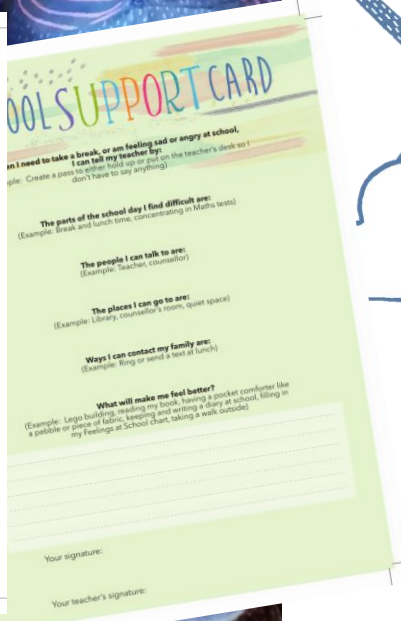 OOL SUPPORT CARD
en I need to take a break, or am feeling sad or angry at school,
I can tell my teacher by:
ple: Create a pass to either hold up or put on the teacher's desk so I
don't have to say anything)
The parts of the school day I find difficult are:
(Example: Break and lunch time, concentrating in Maths tests)
The people I can talk to are:
(Example: Teacher, counsellor)
The places I can go to are:
(Example: Library, counsellor's room, quiet space)
Ways I can contact my family are:
(Example: Ring or send a text at lunch)
What will make me feel better?
(Example: Lego building, reading my book, having a pocket comforter like
a pebble or piece of fabric, keeping and writing a diary at school, filling in
my Feelings at School chart, taking a walk outside)
Your signature:
Your teacher's signature: